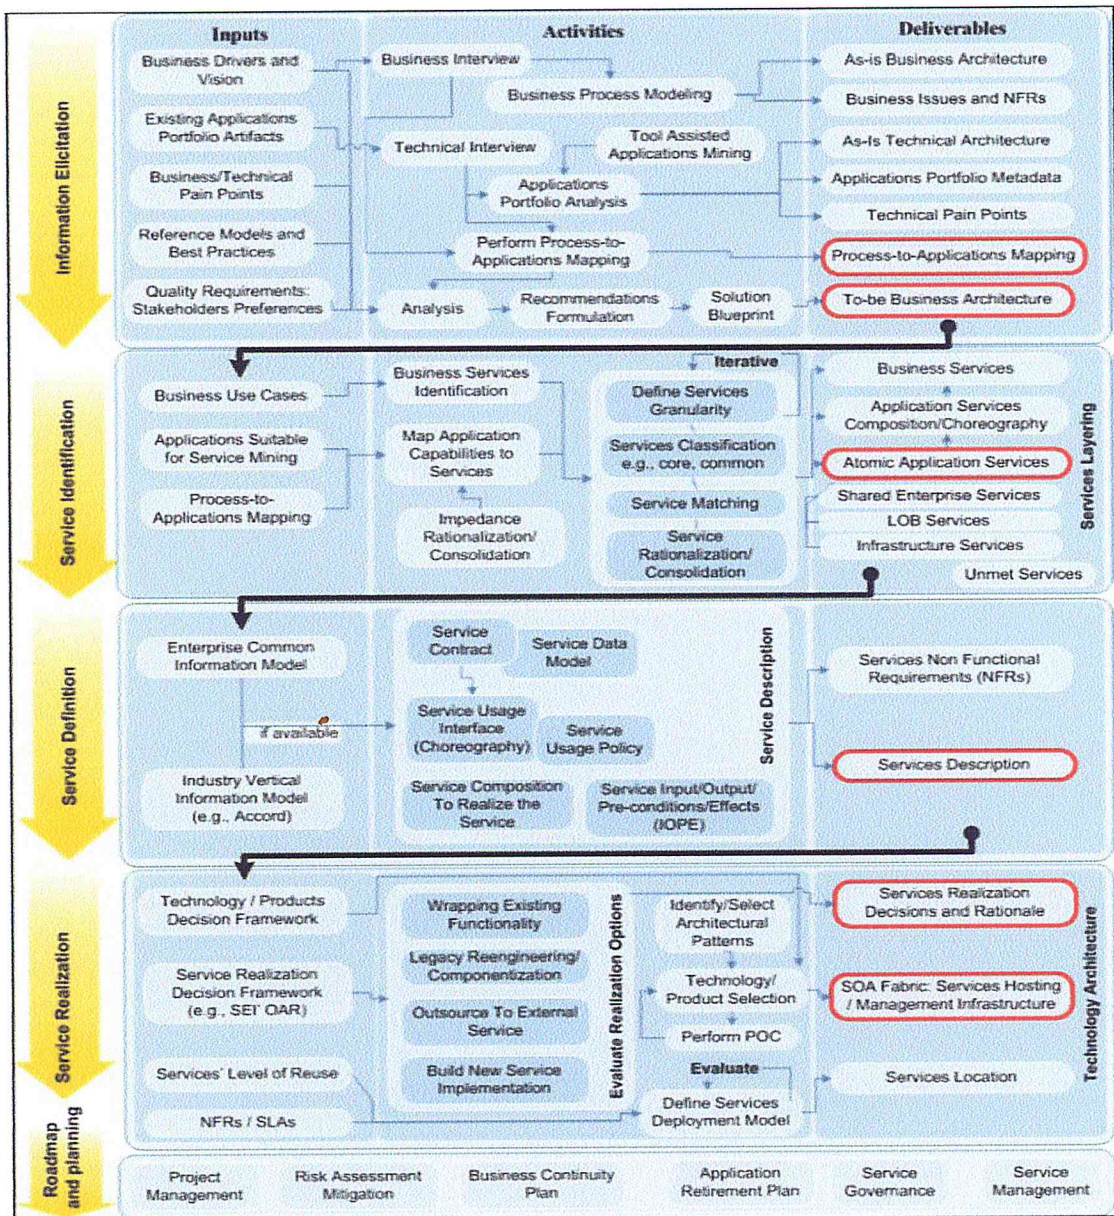 Inputs
Activities
Deliverables
Information Elicitation
Business Drivers and
Vision
Existing Applications
Portfolio Artifacts
Business/Technical
Pain Points
Reference Models and
Best Practices
Quality Requirements:
Stakeholders Preferences
Business Interview
Business Process Modeling
Technical Interview
Tool Assisted
Applications Mining
Applications
Portfolio Analysis
Perform Process-to-
Applications Mapping
Analysis
Recommendations
Formulation
Solution
Blueprint
As-is Business Architecture
Business Issues and NFRs
As-Is Technical Architecture
Applications Portfolio Metadata
Technical Pain Points
Process-to-Applications Mapping
To-be Business Architecture
Service Identification
Business Use Cases
Applications Suitable
for Service Mining
Process-to-
Applications Mapping
Business Services
Identification
Map Application
Capabilities to
Services
Impedance
Rationalization/
Consolidation
Iterative
Define Services
Granularity
Services Classification
e.g., core, common
Service Matching
Service
Rationalization/
Consolidation
Business Services
Application Services
Composition/Choreography
Atomic Application Services
Shared Enterprise Services
LOB Services
Infrastructure Services
Unmet Services
Services Layering
Service Definition
Enterprise Common
Information Model
if available
Industry Vertical
Information Model
(e.g., Accord)
Service
Contract
Service Data
Model
Service Usage
Interface
(Choreography)
Service
Usage Policy
Service Composition
To Realize the
Service
Service Input/Output/
Pre-conditions/Effects
(IOPE)
Service Description
Services Non Functional
Requirements (NFRs)
Services Description
Service Realization
Technology / Products
Decision Framework
Service Realization
Decision Framework
(e.g., SEI' OAR)
Services' Level of Reuse
NFRs / SLAs
Wrapping Existing
Functionality
Legacy Reengineering/
Componentization
Outsource To External
Service
Build New Service
Implementation
Evaluate Realization Options
Identify/Select
Architectural
Patterns
Technology/
Product Selection
Perform POC
Evaluate
Define Services
Deployment Model
Services Realization
Decisions and Rationale
SOA Fabric: Services Hosting
/ Management Infrastructure
Services Location
Technology Architecture
Roadmap
and planning
Project
Management
Risk Assessment
Mitigation
Business Continuity
Plan
Application
Retirement Plan
Service
Governance
Service
Management